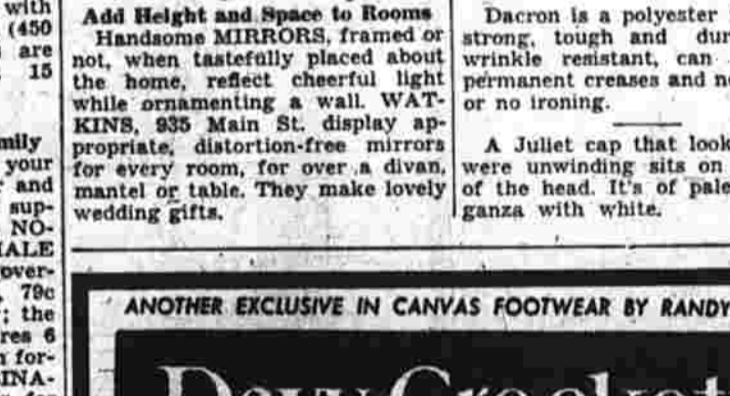 with
(450
are
15
mily
your
and
sup-
NO-
IALE
over-
79c
; the
res 6
for-
INA-
Add Height and Space to Rooms
Handsome MIRRORS, framed or
not, when tastefully placed about
the home, reflect cheerful light
while ornamenting a wall. WAT-
KINS, 935 Main St. display ap-
propriate, distortion-free mirrors
for every room, for over a divan,
mantel or table. They make lovely
wedding gifts.
Dacron is a polyester
strong, tough and dur
wrinkle resistant, can
permanent creases and n
or no ironing.
A Juliet cap that look
were unwinding sits on
of the head. It's of pale
ganza with white.
ANOTHER EXCLUSIVE IN CANVAS FOOTWEAR BY RANDY
Davy Crocket